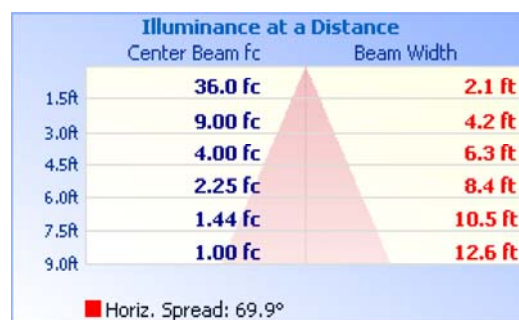 Illuminance at a Distance
Center Beam fc Beam Width
1.5ft 36.0 fc 2.1 ft
3.0ft 9.00 fc 4.2 ft
4.5ft 4.00 fc 6.3 ft
6.0ft 2.25 fc 8.4 ft
7.5ft 1.44 fc 10.5 ft
9.0ft 1.00 fc 12.6 ft
Horiz. Spread: 69.9°